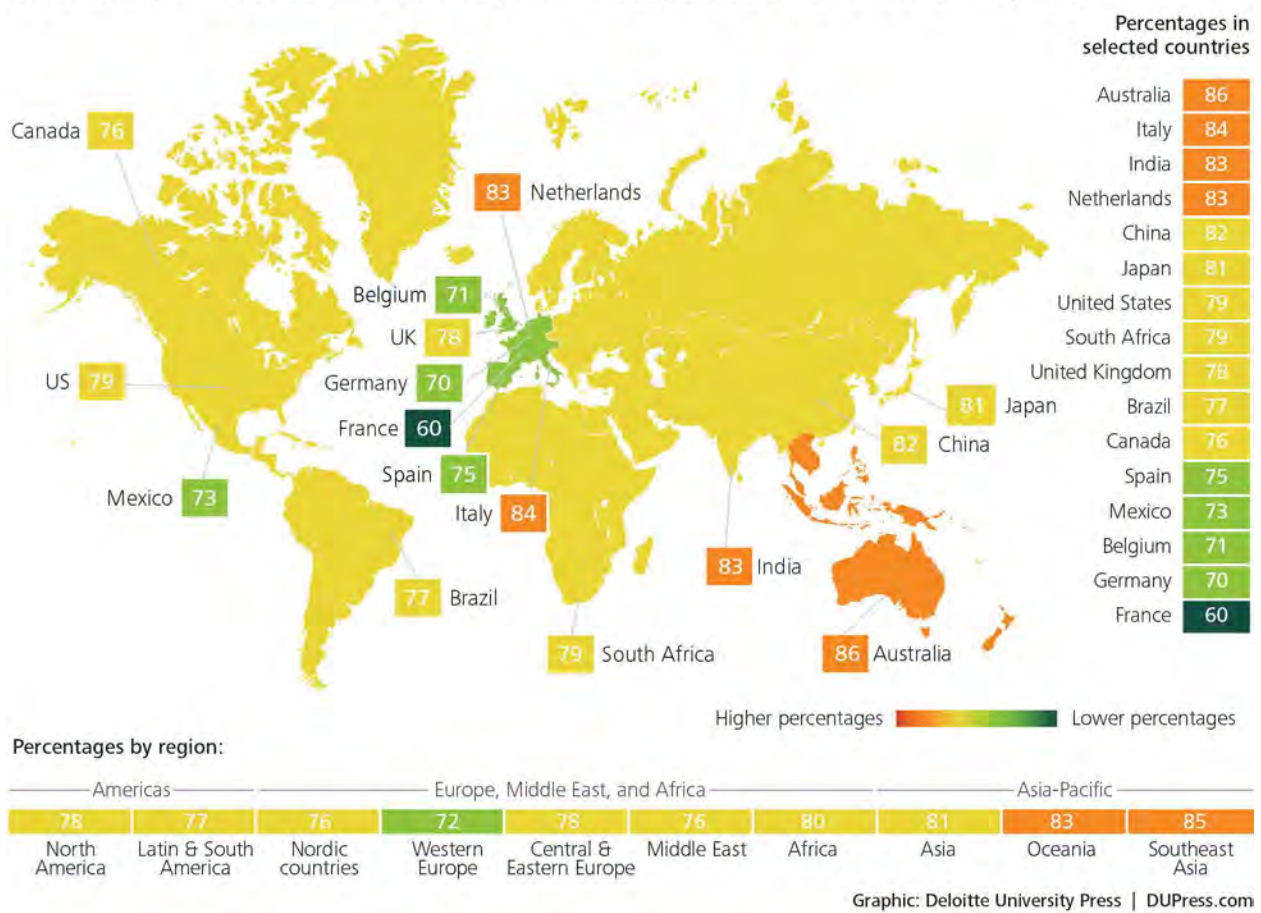 Percentages in
selected countries
Australia 86
Italy 84
India 83
Netherlands 83
China 82
Japan 81
United States 79
South Africa 79
United Kingdom 78
Brazil 77
Canada 76
Spain 75
Mexico 73
Belgium 71
Germany 70
France 60
Canada 76
83 Netherlands
Belgium 71
UK 78
US 79
Germany 70
81 Japan
France 60
82 China
Spain 75
Mexico 73
Italy 84
83 India
77 Brazil
79 South Africa
86 Australia
Higher percentages Lower percentages
Percentages by region:
Americas Europe, Middle East, and Africa Asia-Pacific
78 77 76 72 78 76 80 81 83 85
North Latin & South Nordic Western Central & Middle East Africa Asia Oceania Southeast
America America countries Europe Eastern Europe Asia
Graphic: Deloitte University Press | DUPress.com